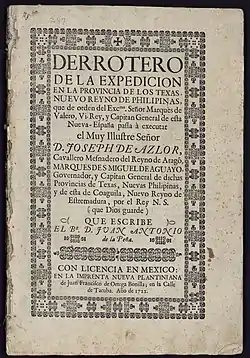 DERROTERO
DE LA EXPEDICION
EN LA PROVINCIA DE LOS TEXAS,
NUEVO REYNO DE PHILIPINAS,
que de orden del Excmo. Señor Marquès de
Valero, Vi-Rey, y Capitan General de esta
Nueva-España passa à executar
el Muy Illustre Señor
D. JOSEPH DE AZLOR,
Cavallero Mesnadero del Reyno de Aragò,
MARQUES DE S. MIGUEL DE AGUAYO
Governador, y Capitan General de dichas
Provincias de Texas, Nuevas Philipinas,
y de esta de Coaguila, Nuevo Reyno de
Estremadura, por el Rey N. S.
(que Dios guarde)
QUE ESCRIBE
EL Br. D. JUAN ANTONIO
de la Peña.
CON LICENCIA EN MEXICO:
EN LA IMPRENTA NUEVA PLANTINIANA
de Juan Francisco de Ortega Bonilla; en la Calle
de Tacuba. Año de 1722.